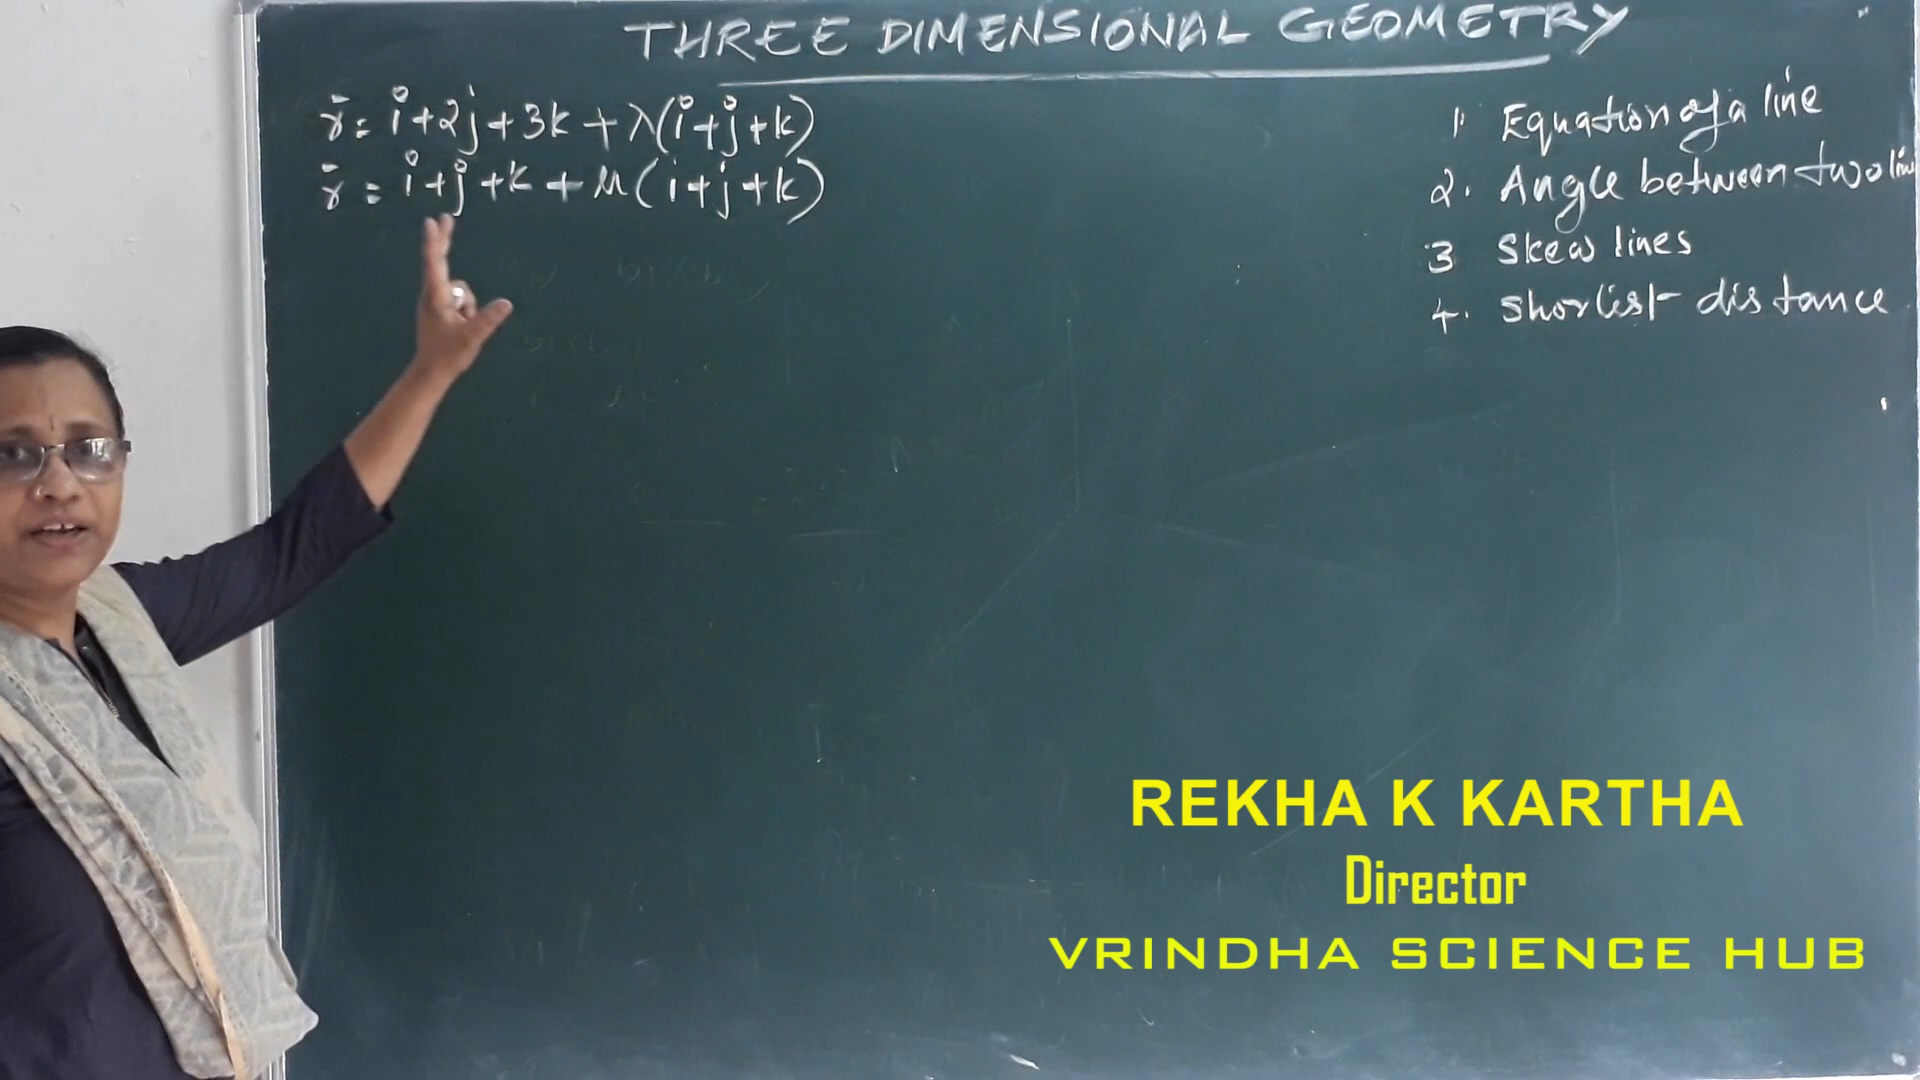 THREE DIMENSIONAL GEOMETRY
r̄ = i+2j+3k+λ(i+j+k)
r̄ = i+j+k+μ(i+j+k)
1. Equation of a line
2. Angle between two lin
3 Skew lines
4. Shortest distance
REKHA K KARTHA
Director
VRINDHA SCIENCE HUB